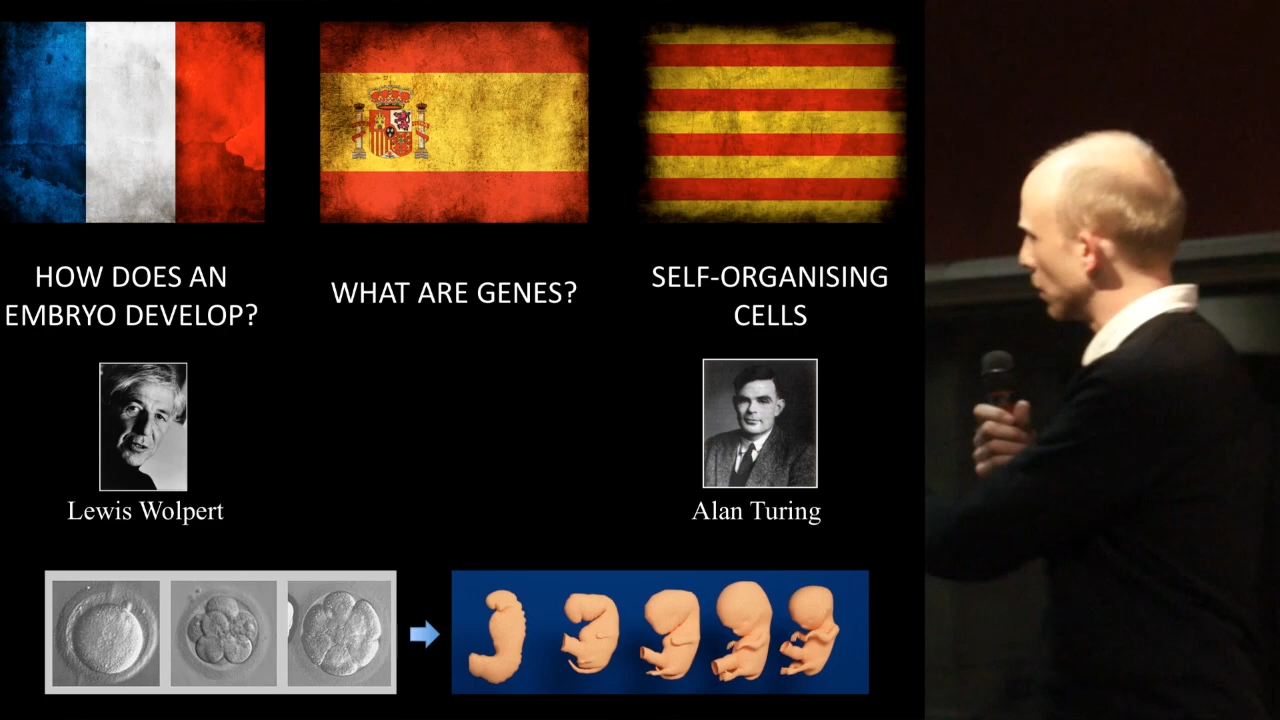 HOW DOES AN
EMBRYO DEVELOP?
WHAT ARE GENES?
SELF-ORGANISING
CELLS
Lewis Wolpert
Alan Turing